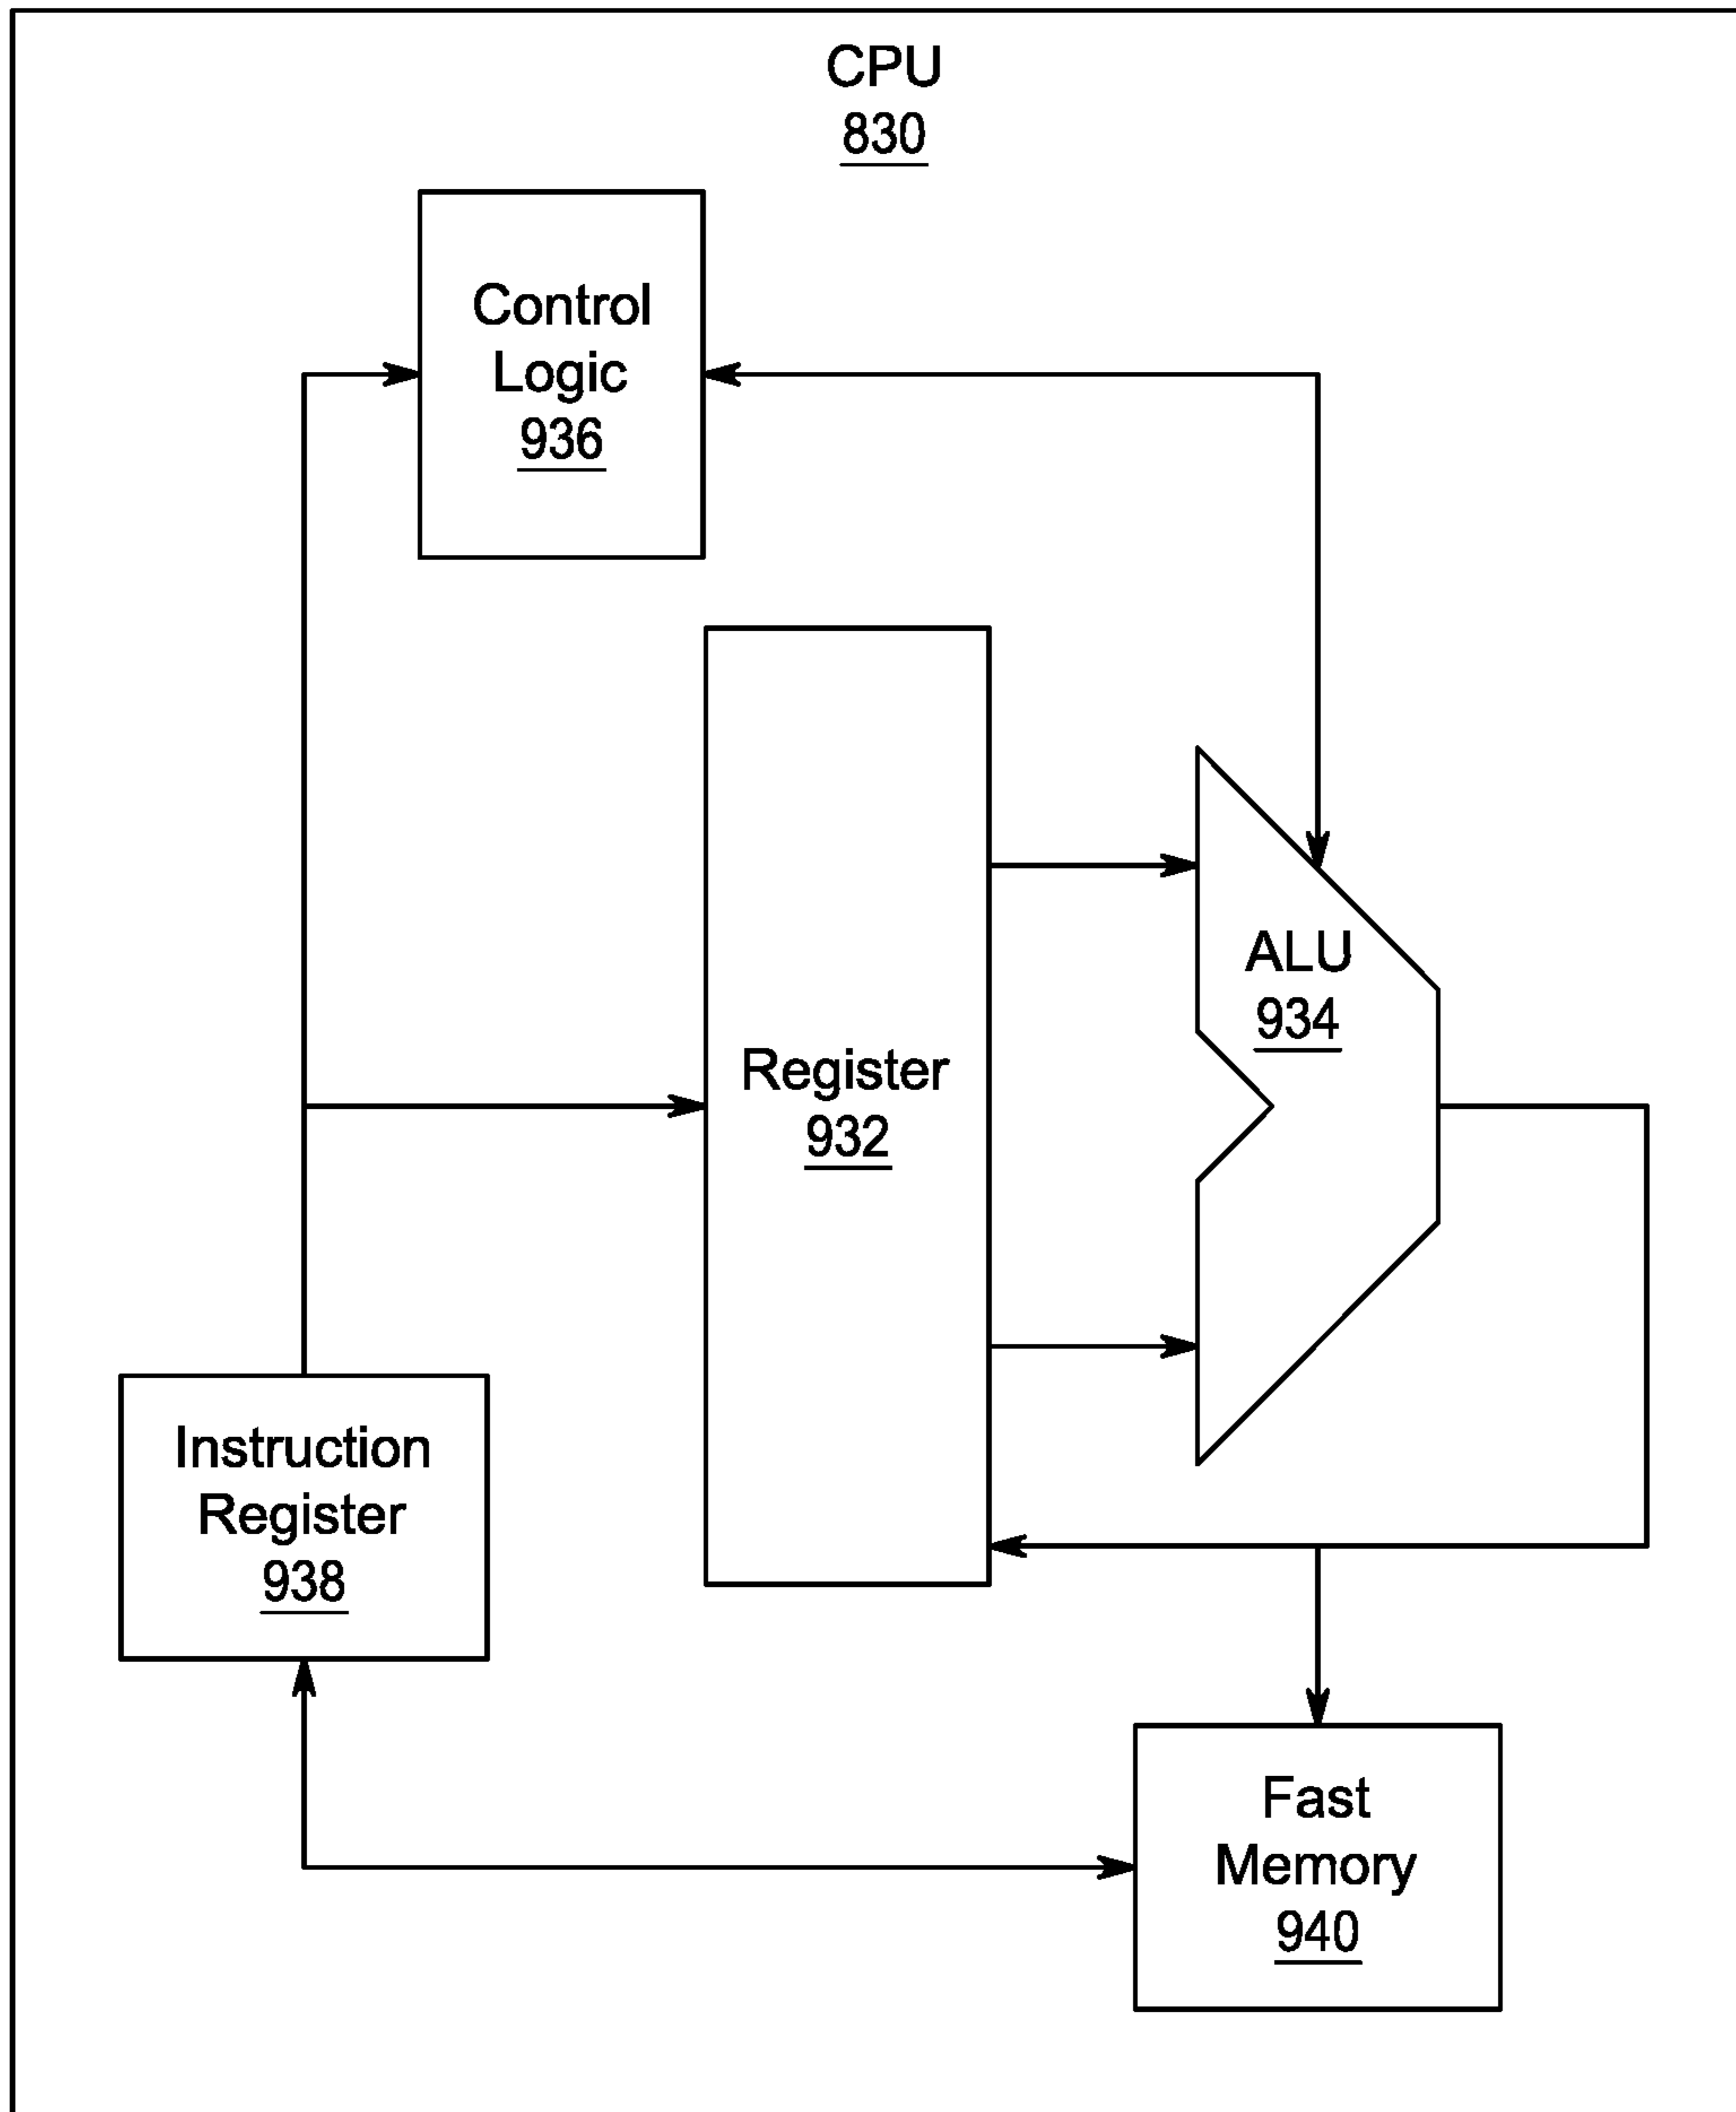 CPU
830
Control
Logic
936
ALU
934
Register
932
Instruction
Register
938
Fast
Memory
940